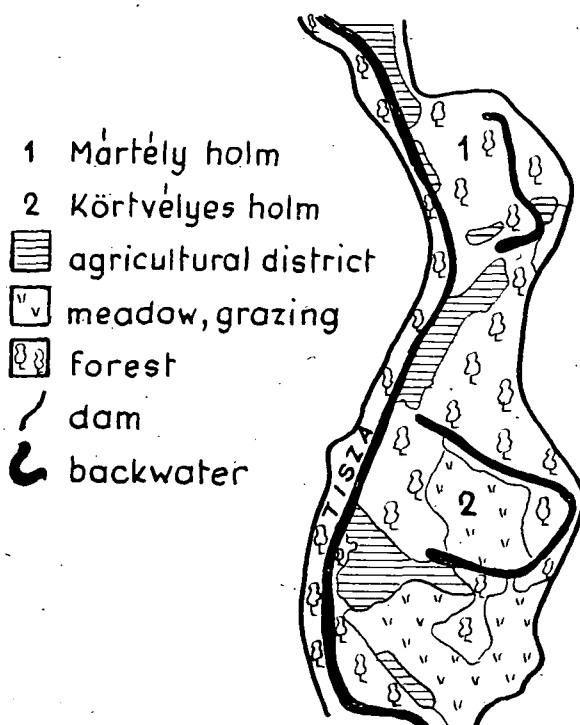 1 Mártély holm
2 Körtvélyes holm
agricultural district
meadow, grazing
forest
dam
backwater
1
TISZA
2